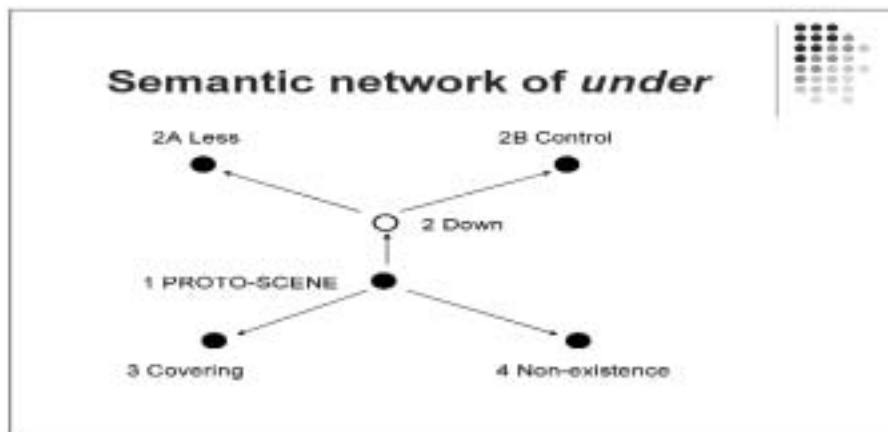 Semantic network of under
2A Less
2B Control
2 Down
1 PROTO-SCENE
3 Covering
4 Non-existence